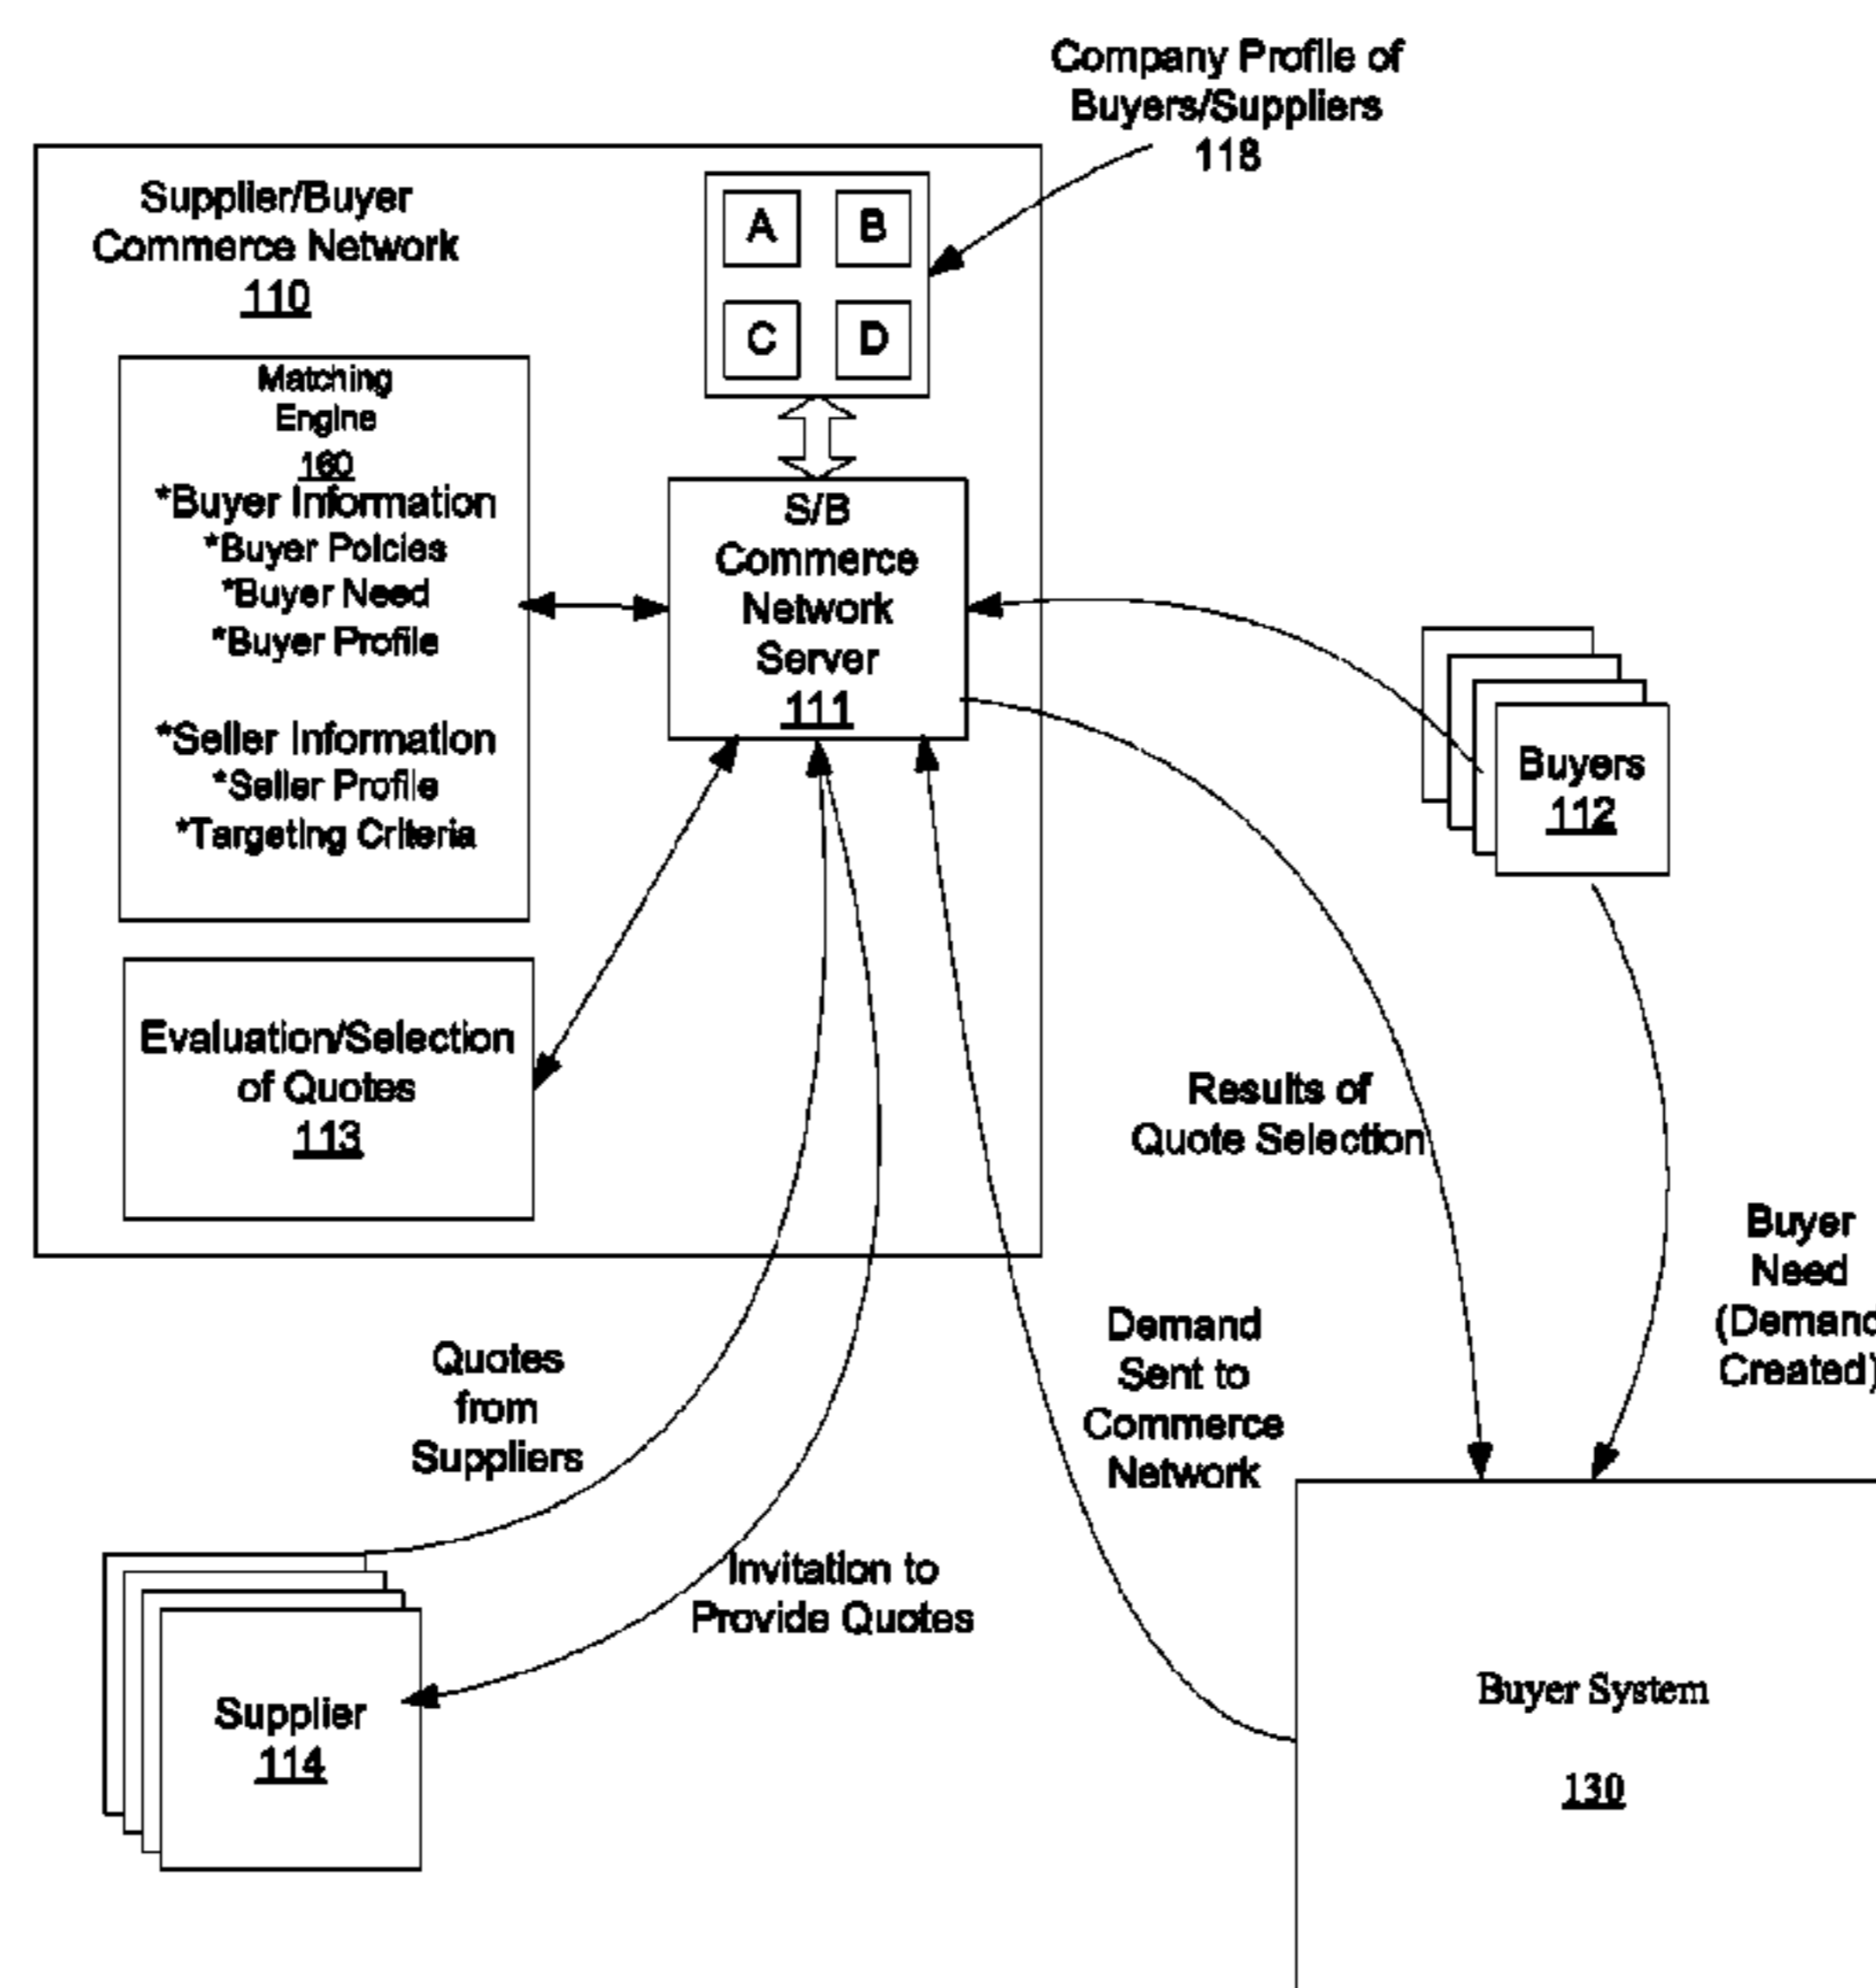 Company Profile of
Buyers/Suppliers
118
Supplier/Buyer
Commerce Network
110
A
B
C
D
Matching
Engine
160
*Buyer Information
*Buyer Polcies
*Buyer Need
*Buyer Profile
*Seller Information
*Seller Profile
*Targeting Criteria
S/B
Commerce
Network
Server
111
Buyers
112
Evaluation/Selection
of Quotes
113
Results of
Quote Selection
Buyer
Need
(Demand
Created)
Demand
Sent to
Commerce
Network
Quotes
from
Suppliers
Invitation to
Provide Quotes
Supplier
114
Buyer System
130